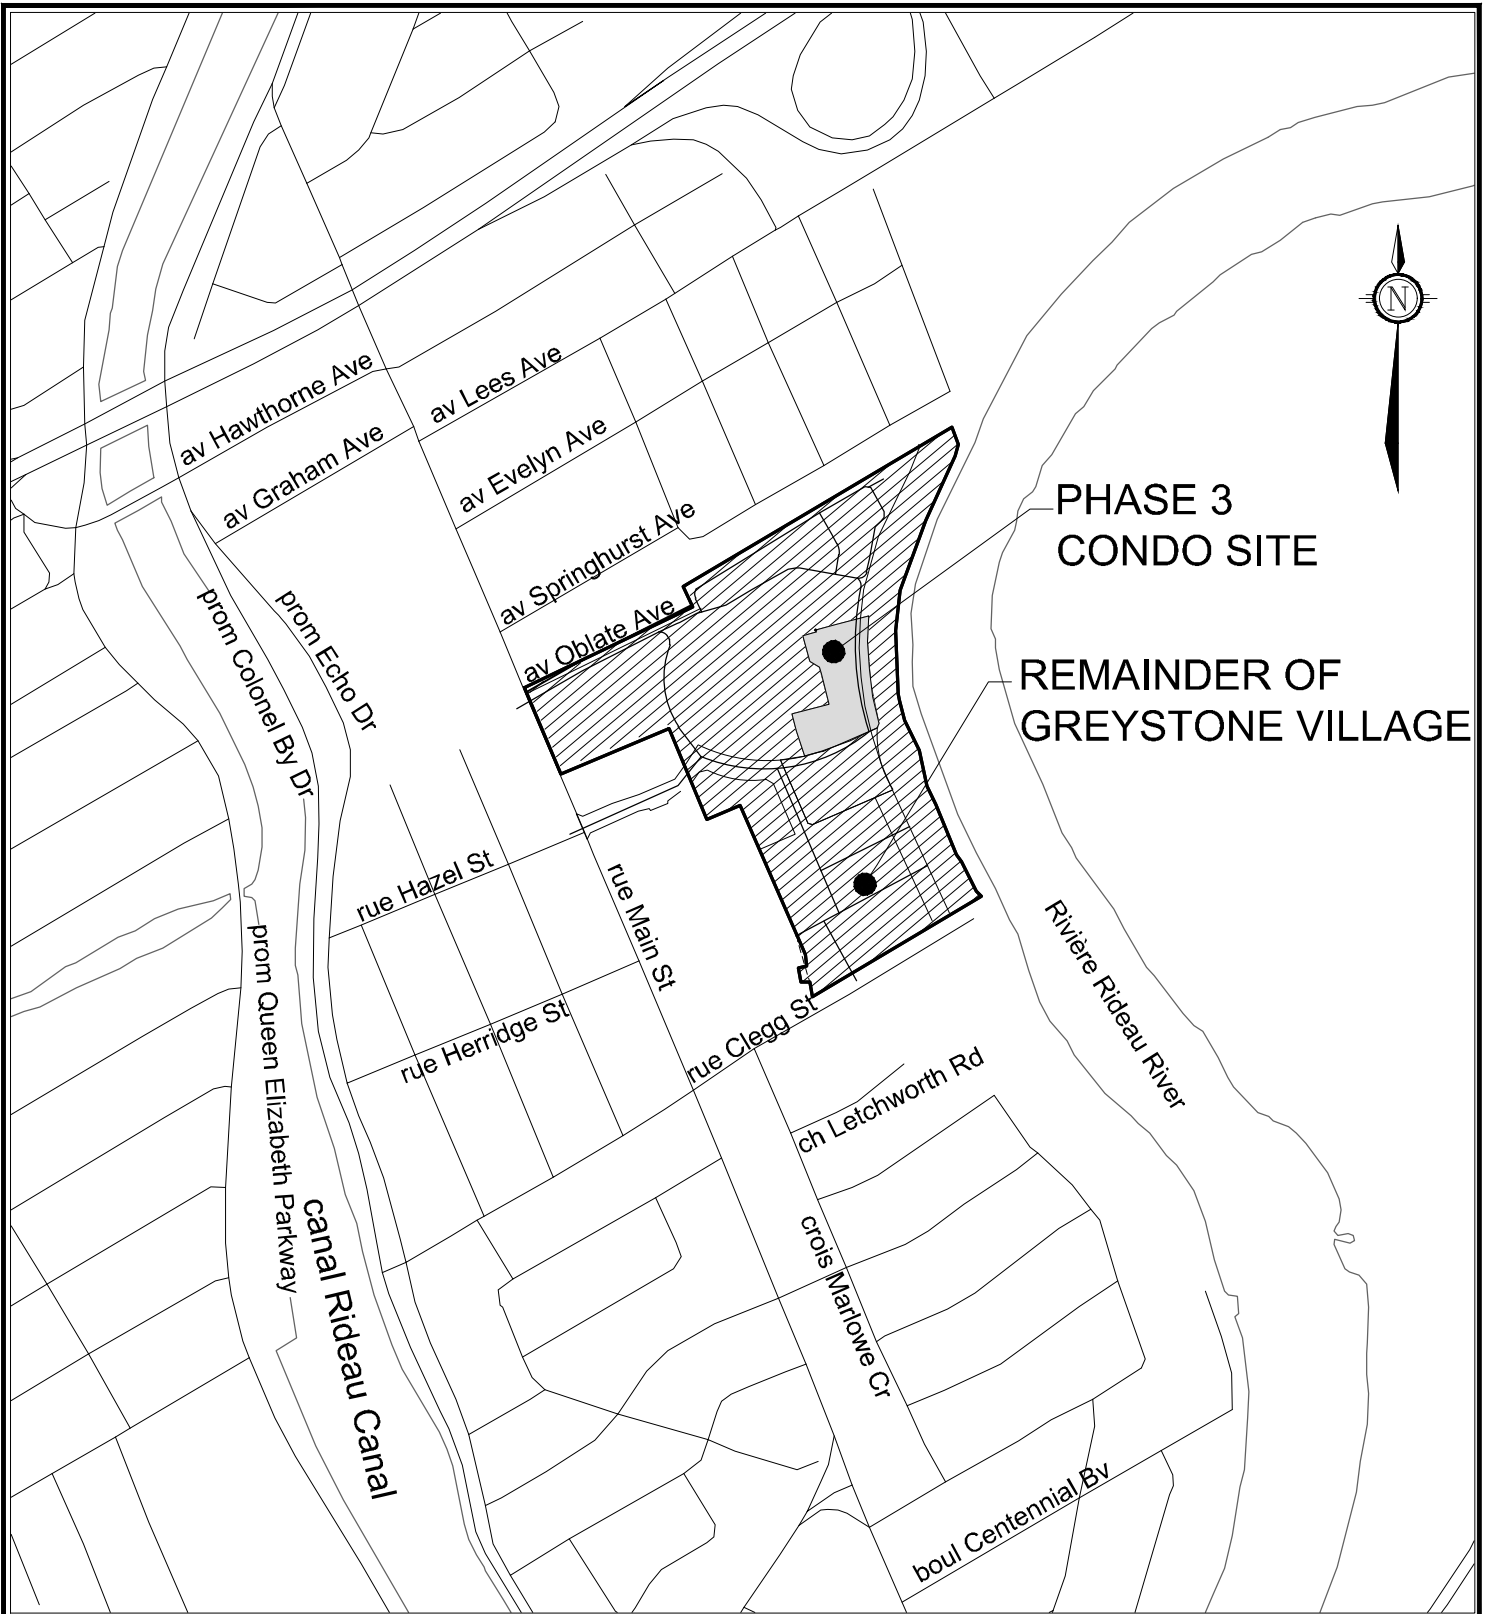 N
av Hawthorne Ave
av Lees Ave
av Graham Ave
av Evelyn Ave
PHASE 3
CONDO SITE
av Springhurst Ave
av Oblate Ave
prom Echo Dr
prom Colonel By Dr
REMAINDER OF
GREYSTONE VILLAGE
rue Hazel St
rue Main St
Rivière Rideau River
prom Queen Elizabeth Parkway
rue Herridge St
rue Clegg St
ch Letchworth Rd
canal Rideau Canal
crois Marlowe Cr
boul Centennial Bv